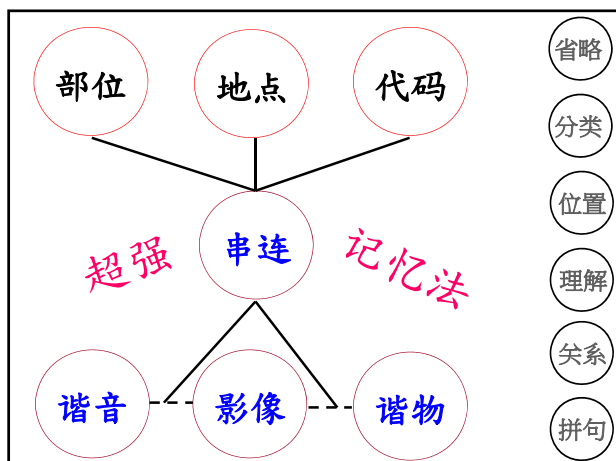 部位
地点
代码
串连
超强
记忆法
谐音
影像
谐物
省略
分类
位置
理解
关系
拼句